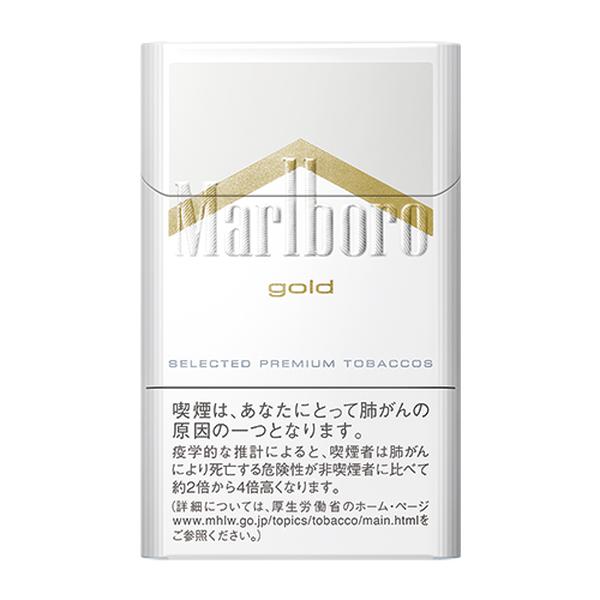 Marlboro
gold
SELECTED PREMIUM TOBACCOS
喫煙は、あなたにとって肺がんの
原因の一つとなります。
疫学的な推計によると、喫煙者は肺がん
により死亡する危険性が非喫煙者に比べて
約2倍から4倍高くなります。
(詳細については、厚生労働省のホーム・ページ
www.mhlw.go.jp/topics/tobacco/main.htmlを
ご参照ください。)